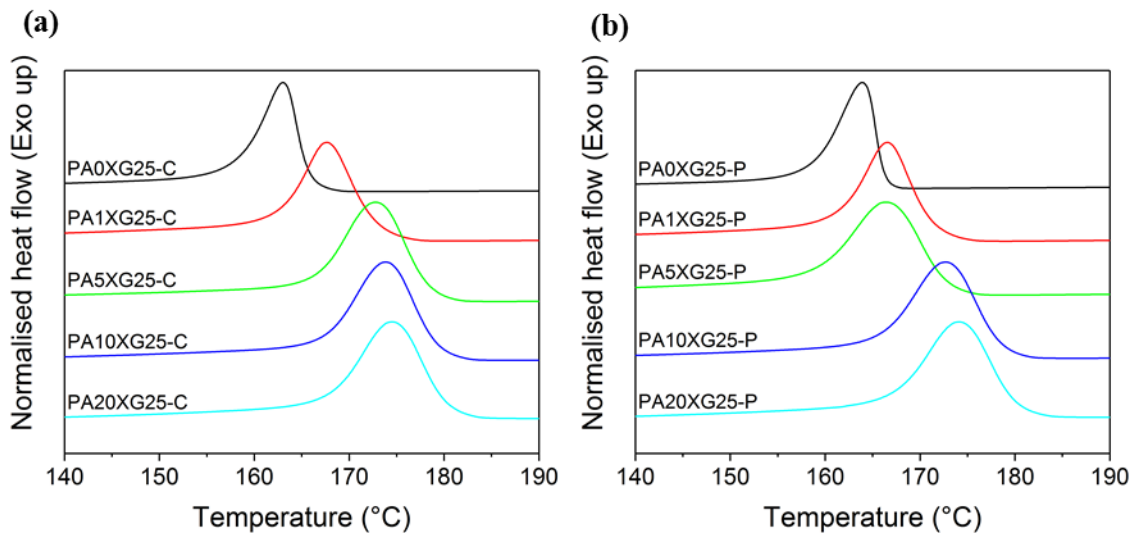 (a)
Normalised heat flow (Exo up)
PA0XG25-C
PA1XG25-C
PA5XG25-C
PA10XG25-C
PA20XG25-C
140 150 160 170 180 190
Temperature (°C)
(b)
Normalised heat flow (Exo up)
PA0XG25-P
PA1XG25-P
PA5XG25-P
PA10XG25-P
PA20XG25-P
140 150 160 170 180 190
Temperature (°C)